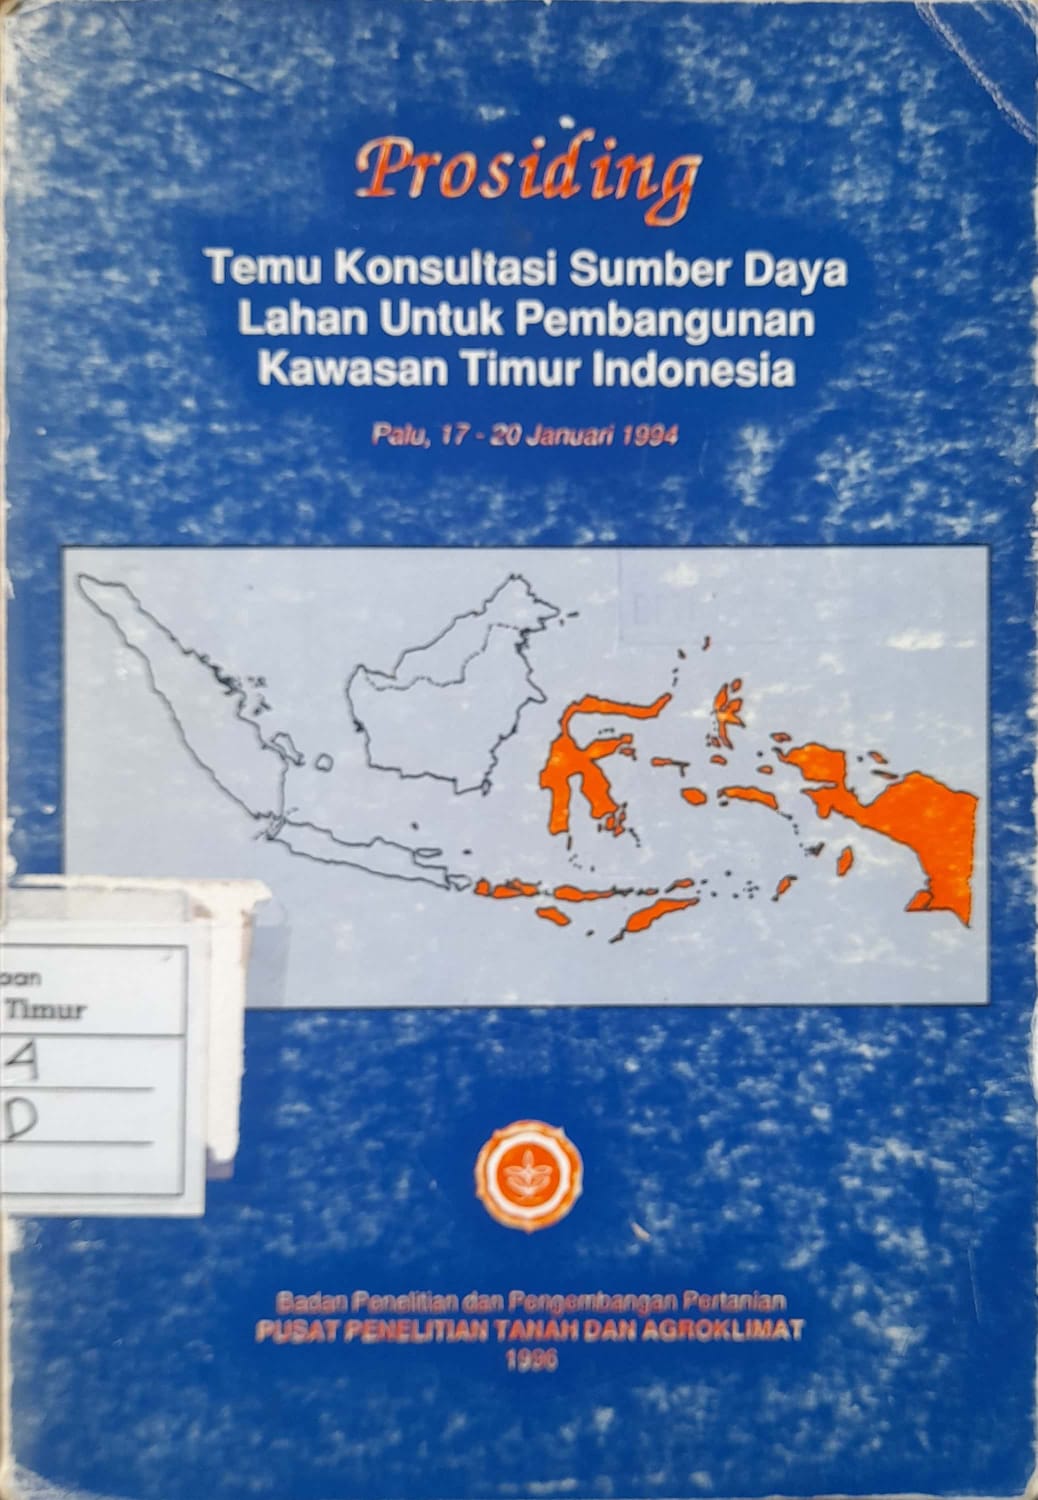 Prosiding
Temu Konsultasi Sumber Daya
Lahan Untuk Pembangunan
Kawasan Timur Indonesia
Palu, 17 - 20 Januari 1994
aan
Timur
A
D
Badan Penelitian dan Pengembangan Pertanian
PUSAT PENELITIAN TANAH DAN AGROKLIMAT
1996